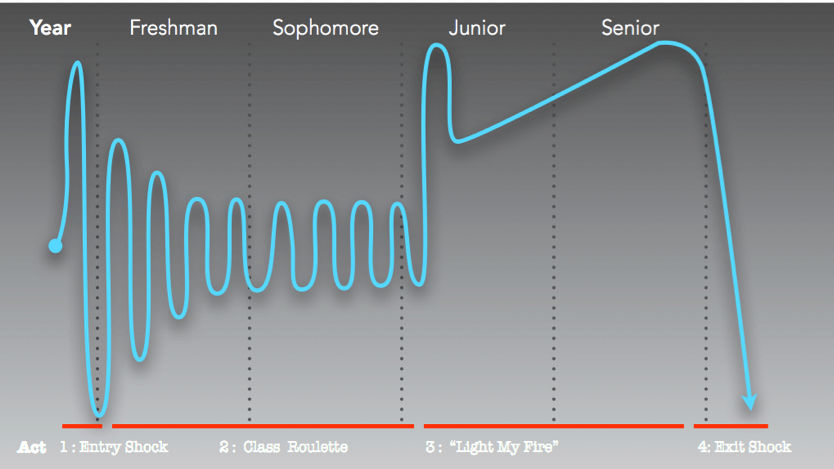 Year Freshman Sophomore Junior Senior
Act 1 : Entry Shock 2 : Class Roulette 3 : “Light My Fire” 4: Exit Shock